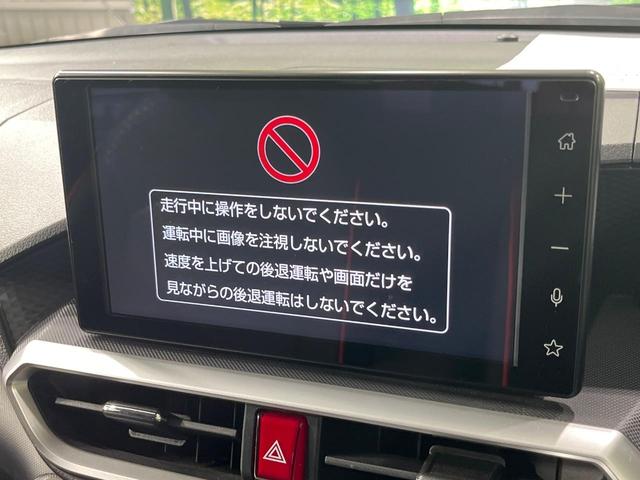 走行中に操作をしないでください。
運転中に画像を注視しないでください。
速度を上げての後退運転や画面だけを
見ながらの後退運転はしないでください。